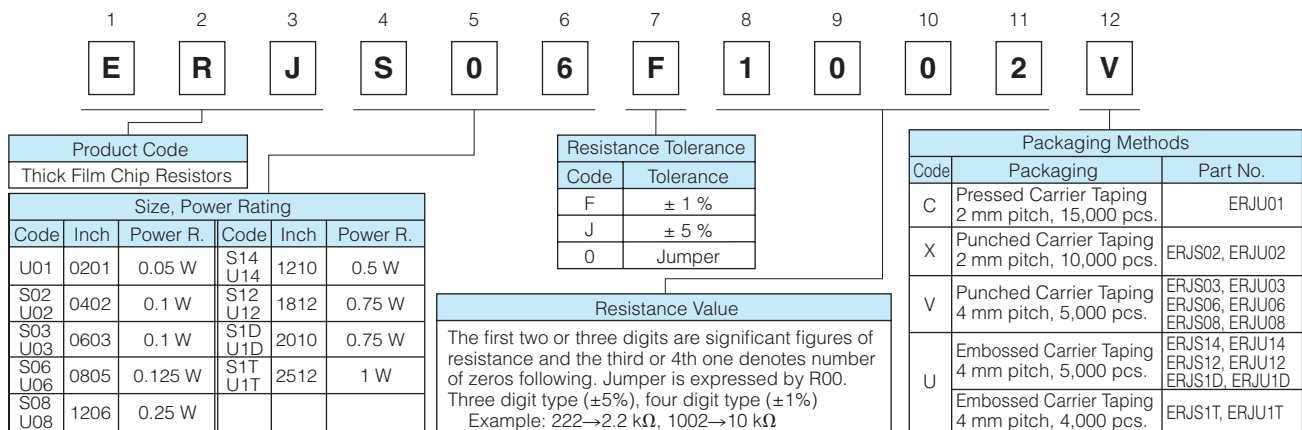 1 2 3 4 5 6 7 8 9 10 11 12
E R J S 0 6 F 1 0 0 2 V
Product Code
Thick Film Chip Resistors
Size, Power Rating
Code Inch Power R. Code Inch Power R.
U01 0201 0.05 W S14 U14 1210 0.5 W
S02 U02 0402 0.1 W S12 U12 1812 0.75 W
S03 U03 0603 0.1 W S1D U1D 2010 0.75 W
S06 U06 0805 0.125 W S1T U1T 2512 1 W
S08 U08 1206 0.25 W
Resistance Tolerance
Code Tolerance
F ± 1 %
J ± 5 %
0 Jumper
Resistance Value
The first two or three digits are significant figures of
resistance and the third or 4th one denotes number
of zeros following. Jumper is expressed by R00.
Three digit type (±5%), four digit type (±1%)
Example: 222→2.2 kΩ, 1002→10 kΩ
Packaging Methods
Code Packaging Part No.
C Pressed Carrier Taping
2 mm pitch, 15,000 pcs. ERJU01
X Punched Carrier Taping
2 mm pitch, 10,000 pcs. ERJS02, ERJU02
V Punched Carrier Taping
4 mm pitch, 5,000 pcs.
ERJS03, ERJU03
ERJS06, ERJU06
ERJS08, ERJU08
U Embossed Carrier Taping
4 mm pitch, 5,000 pcs.
ERJS14, ERJU14
ERJS12, ERJU12
ERJS1D, ERJU1D
Embossed Carrier Taping
4 mm pitch, 4,000 pcs. ERJS1T, ERJU1T